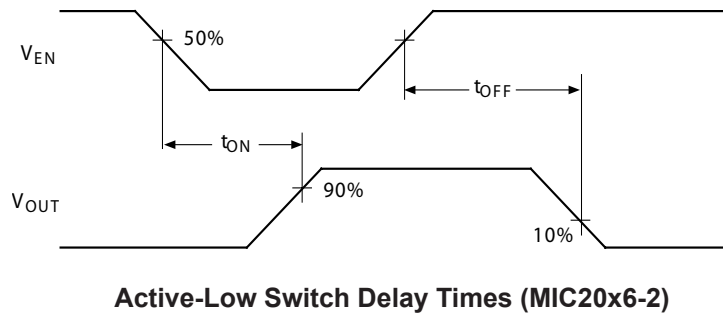 V_EN
50%
t_OFF
t_ON
V_OUT
90%
10%
Active-Low Switch Delay Times (MIC20x6-2)